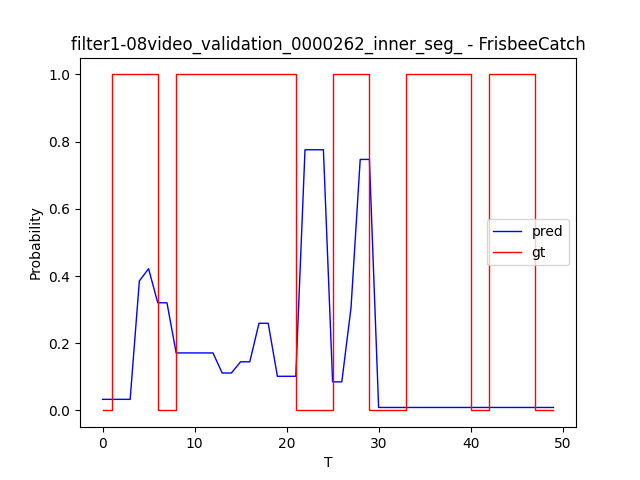 filter1-08video_validation_0000262_inner_seg_ - FrisbeeCatch
1.0
0.8
0.6
0.4
0.2
0.0
Probability
pred
gt
0 10 20 30 40 50
T